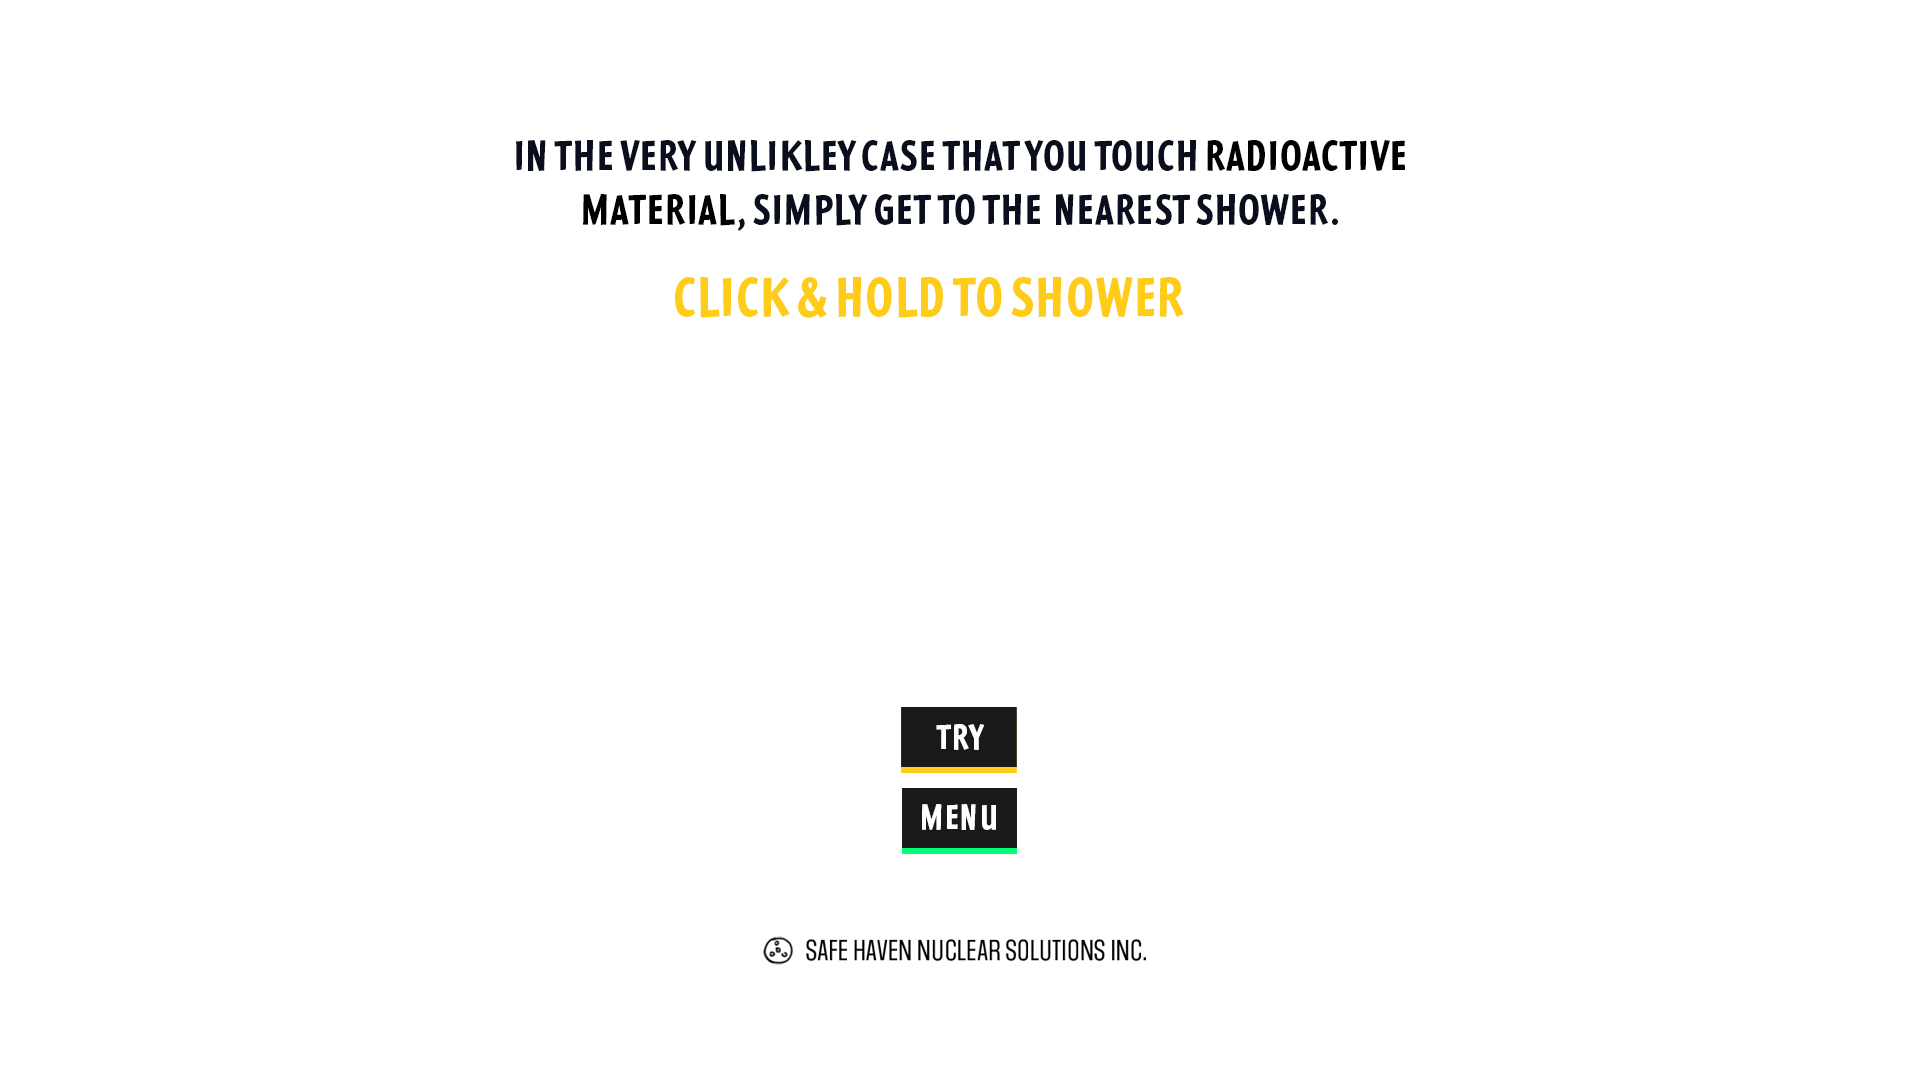 IN THE VERY UNLIKLEY CASE THAT YOU TOUCH RADIOACTIVE
MATERIAL, SIMPLY GET TO THE NEAREST SHOWER.
CLICK & HOLD TO SHOWER
TRY
MENU
SAFE HAVEN NUCLEAR SOLUTIONS INC.